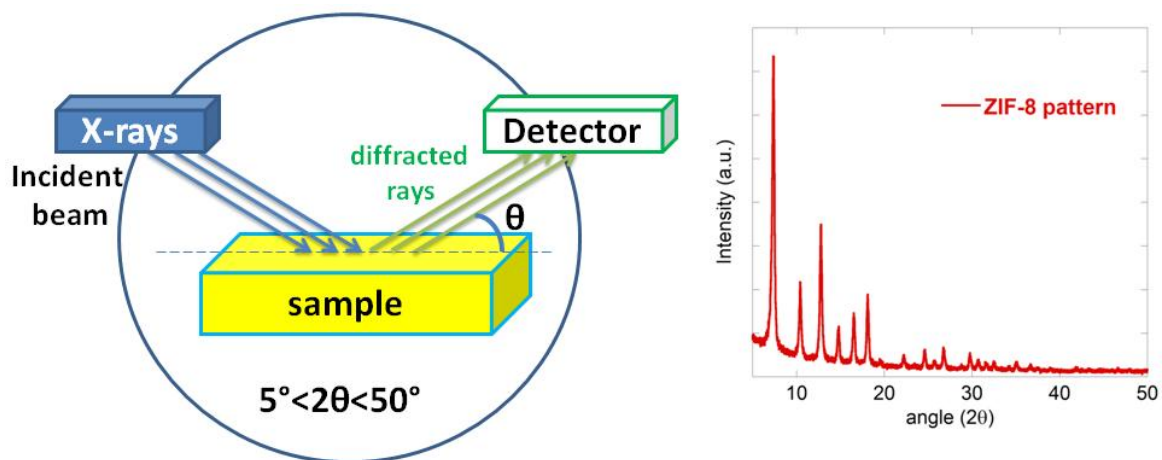 X-rays
Incident
beam
diffracted
rays
Detector
θ
sample
5°<2θ<50°
Intensity (a.u.)
ZIF-8 pattern
10
20
30
40
50
angle (2θ)